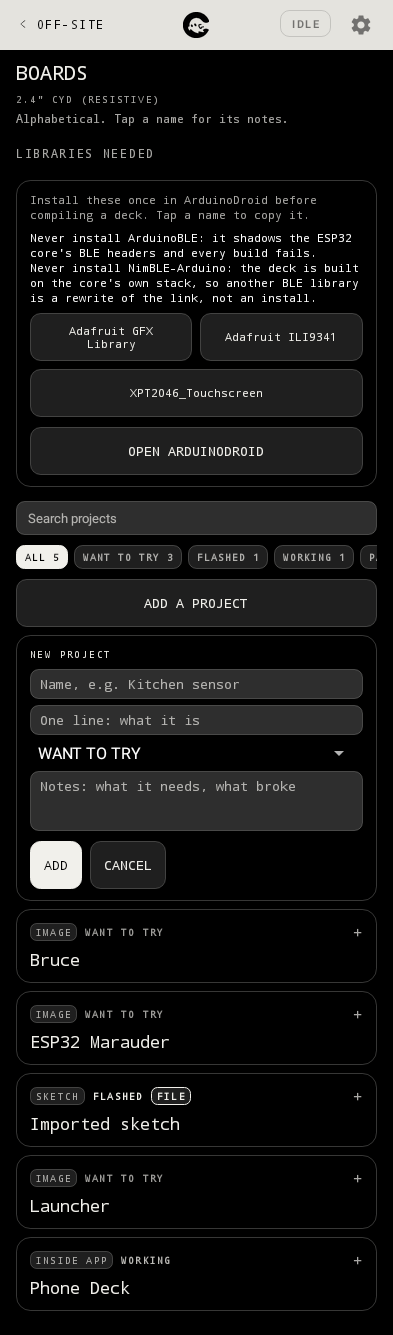 OFF-SITE
IDLE
BOARDS
2.4" CYD (RESISTIVE)
Alphabetical. Tap a name for its notes.
LIBRARIES NEEDED
Install these once in ArduinoDroid before
compiling a deck. Tap a name to copy it.
Never install ArduinoBLE: it shadows the ESP32
core's BLE headers and every build fails.
Never install NimBLE-Arduino: the deck is built
on the core's own stack, so another BLE library
is a rewrite of the link, not an install.
Adafruit GFX
Library
Adafruit ILI9341
XPT2046_Touchscreen
OPEN ARDUINODROID
Search projects
ALL 5
WANT TO TRY 3
FLASHED 1
WORKING 1
ADD A PROJECT
NEW PROJECT
Name, e.g. Kitchen sensor
One line: what it is
WANT TO TRY
Notes: what it needs, what broke
ADD
CANCEL
IMAGE WANT TO TRY +
Bruce
IMAGE WANT TO TRY +
ESP32 Marauder
SKETCH FLASHED FILE +
Imported sketch
IMAGE WANT TO TRY +
Launcher
INSIDE APP WORKING +
Phone Deck